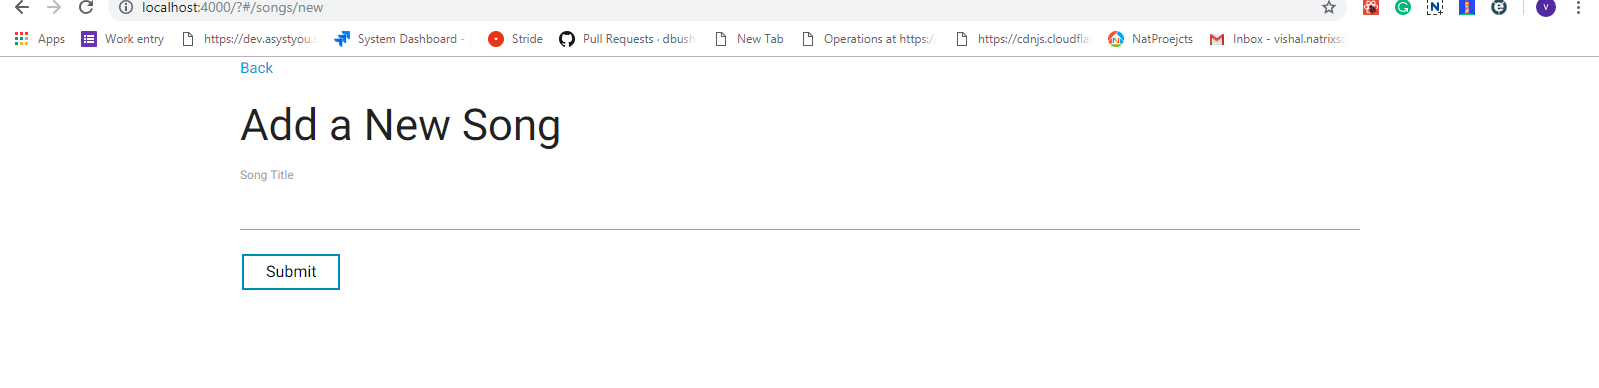 localhost:4000/?#/songs/new
V
Apps Work entry https://dev.asystyou. System Dashboard - Stride Pull Requests · dbush New Tab Operations at https:/ https://cdnjs.cloudfla NatProejcts Inbox - vishal.natrixso
Back
Add a New Song
Song Title
Submit